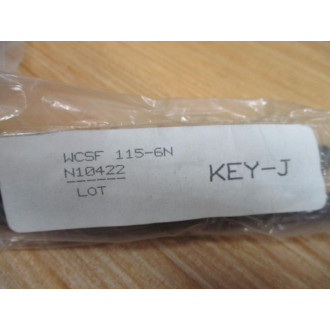 WCSF 115-6N
N10422
------
LOT
KEY-J